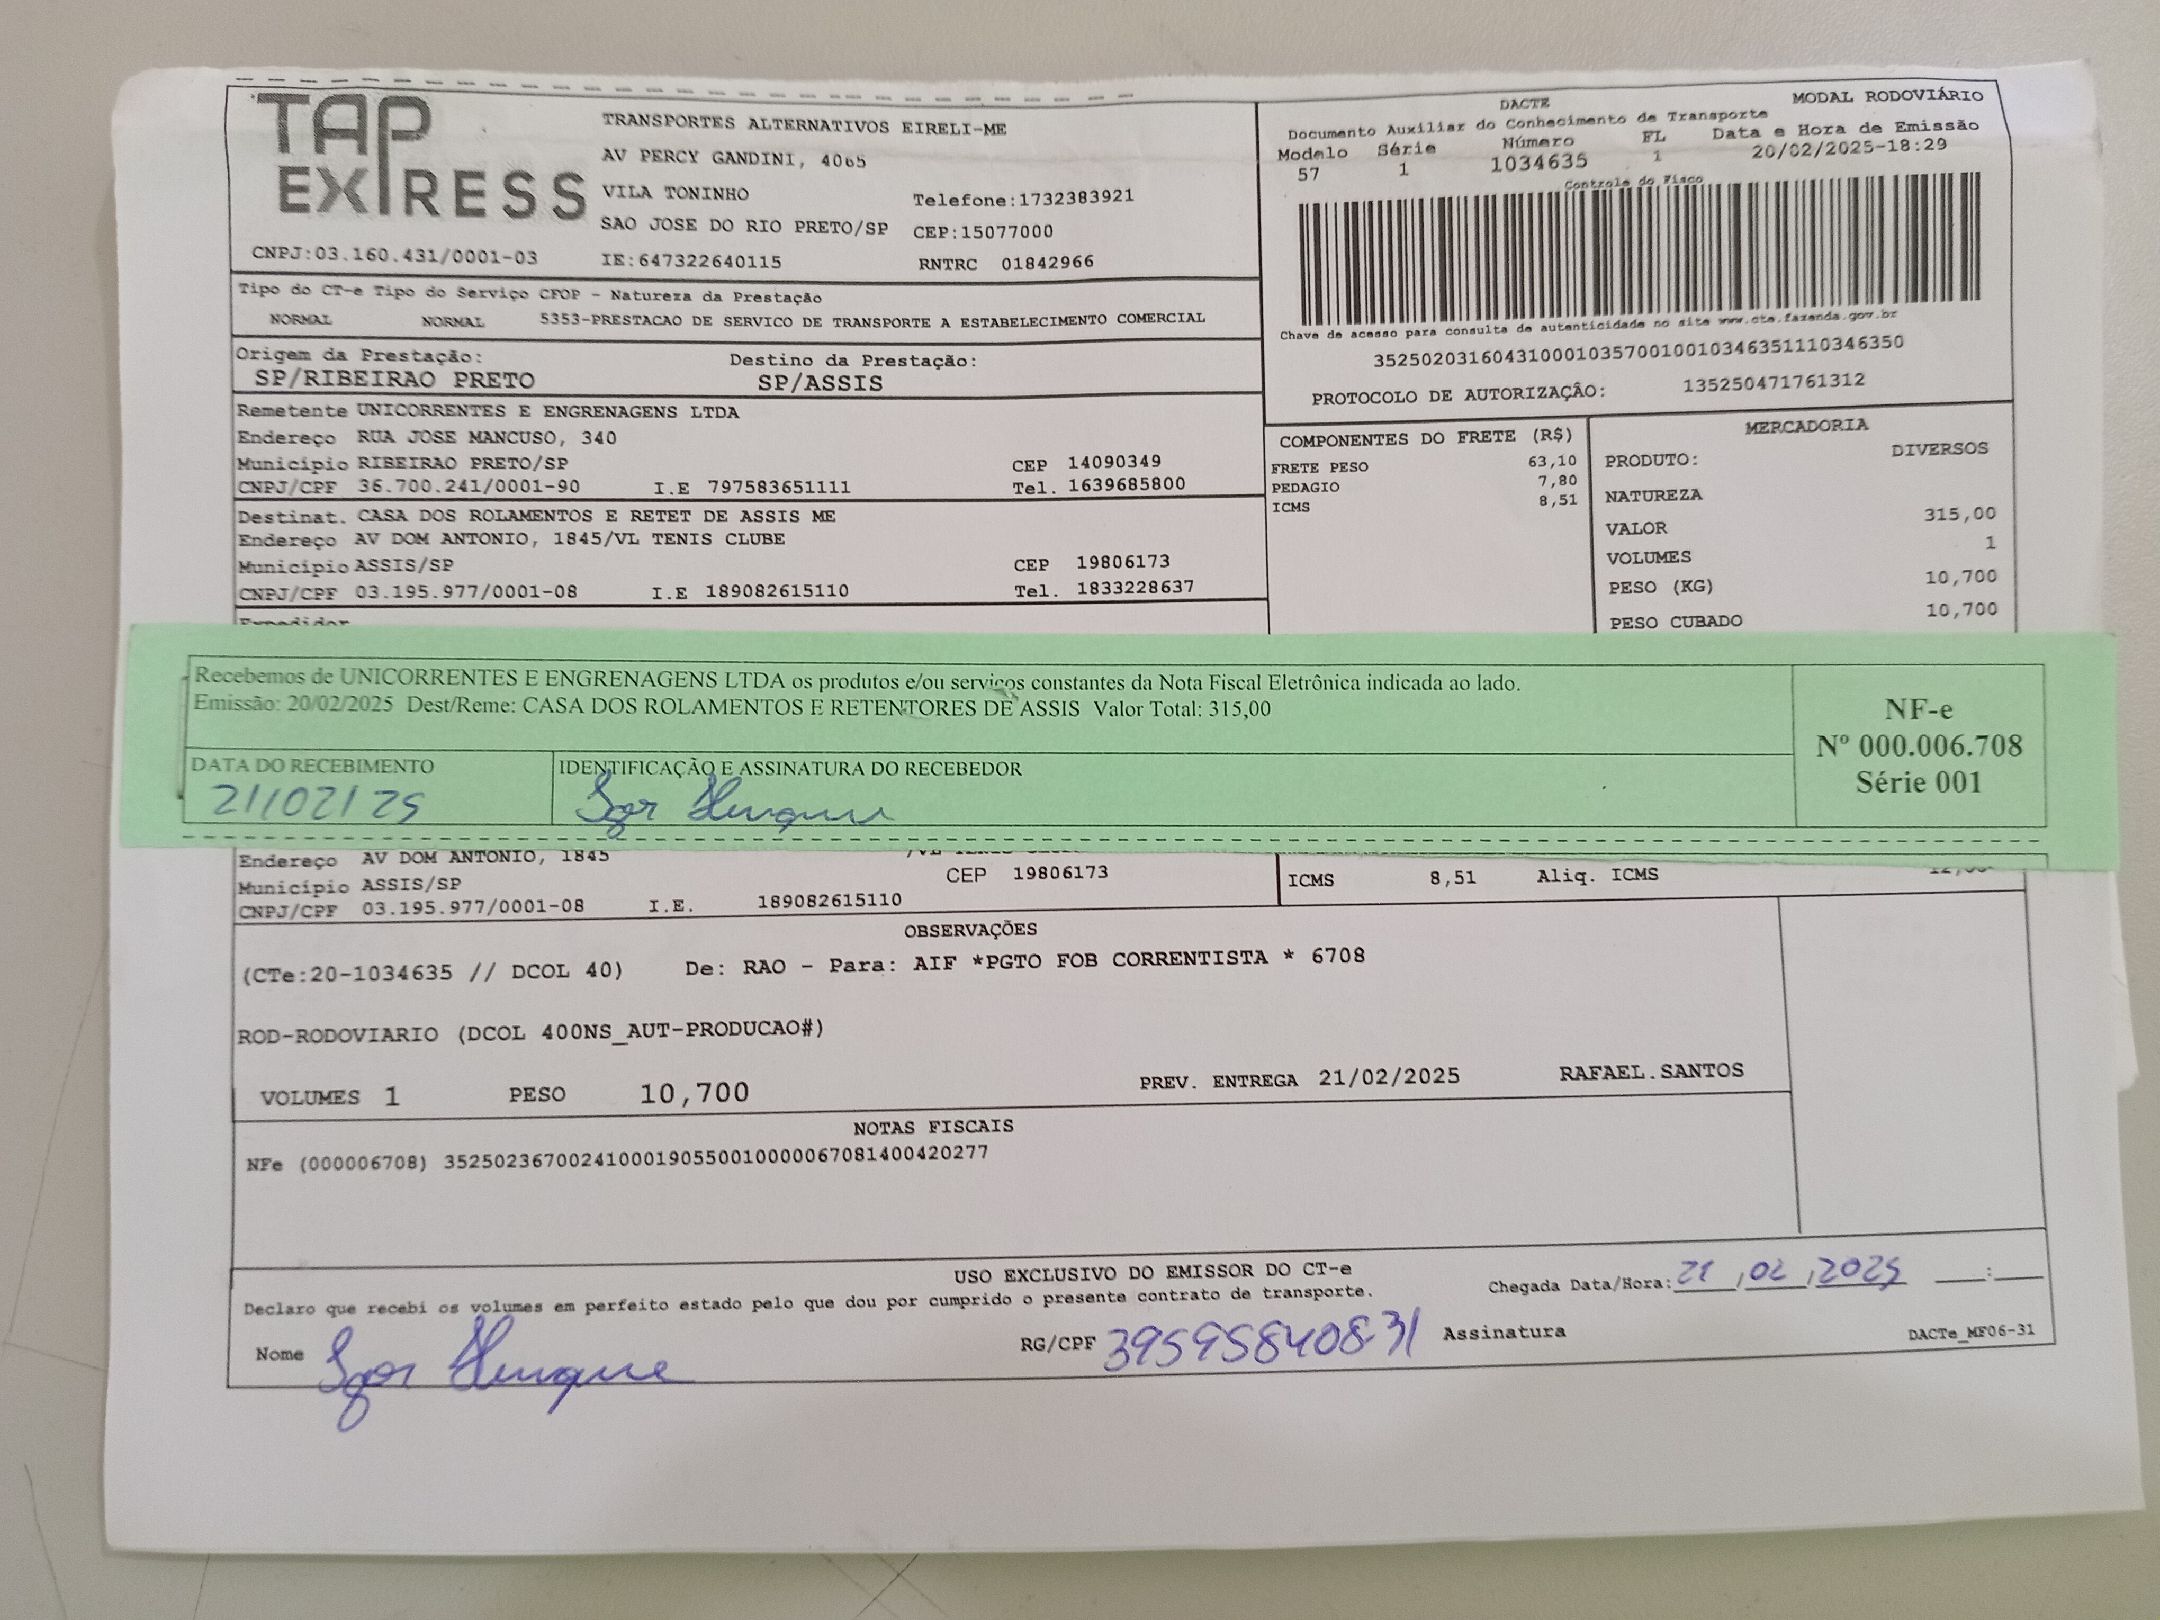 TAP EXPRESS
TRANSPORTES ALTERNATIVOS EIRELI-ME
AV PERCY GANDINI, 4065
VILA TONINHO Telefone:1732383921
SAO JOSE DO RIO PRETO/SP CEP:15077000
CNPJ:03.160.431/0001-03 IE:647322640115 RNTRC 01842966
DACTE MODAL RODOVIÁRIO
Documento Auxiliar do Conhecimento de Transporte
Modelo Série Número FL Data e Hora de Emissão
57 1 1034635 1 20/02/2025-18:29
Controle do Fisco
Chave de acesso para consulta de autenticidade no site www.cte.fazenda.gov.br
35250203160431000103570010010346351110346350
PROTOCOLO DE AUTORIZAÇÃO: 135250471761312
Tipo do CT-e Tipo do Serviço CFOP - Natureza da Prestação
NORMAL NORMAL 5353-PRESTACAO DE SERVICO DE TRANSPORTE A ESTABELECIMENTO COMERCIAL
Origem da Prestação: Destino da Prestação:
SP/RIBEIRAO PRETO SP/ASSIS
Remetente UNICORRENTES E ENGRENAGENS LTDA
Endereço RUA JOSE MANCUSO, 340
Município RIBEIRAO PRETO/SP CEP 14090349
CNPJ/CPF 36.700.241/0001-90 I.E 797583651111 Tel. 1639685800
Destinat. CASA DOS ROLAMENTOS E RETET DE ASSIS ME
Endereço AV DOM ANTONIO, 1845/VL TENIS CLUBE
Município ASSIS/SP CEP 19806173
CNPJ/CPF 03.195.977/0001-08 I.E 189082615110 Tel. 1833228637
Expedidor
COMPONENTES DO FRETE (R$)
FRETE PESO 63,10
PEDAGIO 7,80
ICMS 8,51
MERCADORIA
PRODUTO: DIVERSOS
NATUREZA
VALOR 315,00
VOLUMES 1
PESO (KG) 10,700
PESO CUBADO 10,700
Recebemos de UNICORRENTES E ENGRENAGENS LTDA os produtos e/ou serviços constantes da Nota Fiscal Eletrônica indicada ao lado.
Emissão: 20/02/2025 Dest/Reme: CASA DOS ROLAMENTOS E RETENTORES DE ASSIS Valor Total: 315,00
DATA DO RECEBIMENTO IDENTIFICAÇÃO E ASSINATURA DO RECEBEDOR
21/02/25 Igor Henrique
NF-e
Nº 000.006.708
Série 001
Endereço AV DOM ANTONIO, 1845
Município ASSIS/SP CEP 19806173
CNPJ/CPF 03.195.977/0001-08 I.E. 189082615110
ICMS 8,51 Aliq. ICMS
OBSERVAÇÕES
(CTe:20-1034635 // DCOL 40) De: RAO - Para: AIF *PGTO FOB CORRENTISTA * 6708
ROD-RODOVIARIO (DCOL 400NS_AUT-PRODUCAO#)
VOLUMES 1 PESO 10,700 PREV. ENTREGA 21/02/2025 RAFAEL.SANTOS
NOTAS FISCAIS
NFe (000006708) 35250236700241000190550010000067081400420277
USO EXCLUSIVO DO EMISSOR DO CT-e
Declaro que recebi os volumes em perfeito estado pelo que dou por cumprido o presente contrato de transporte.
Chegada Data/Hora: 21/02/2025 ___:___
Nome Igor Henrique RG/CPF 39595840831 Assinatura
DACTe_MF06-31